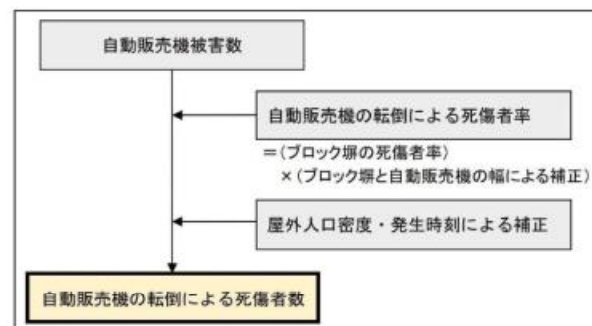 自動販売機被害数
自動販売機の転倒による死傷者率
＝(ブロック塀の死傷者率)
×(ブロック塀と自動販売機の幅による補正)
屋外人口密度・発生時刻による補正
自動販売機の転倒による死傷者数